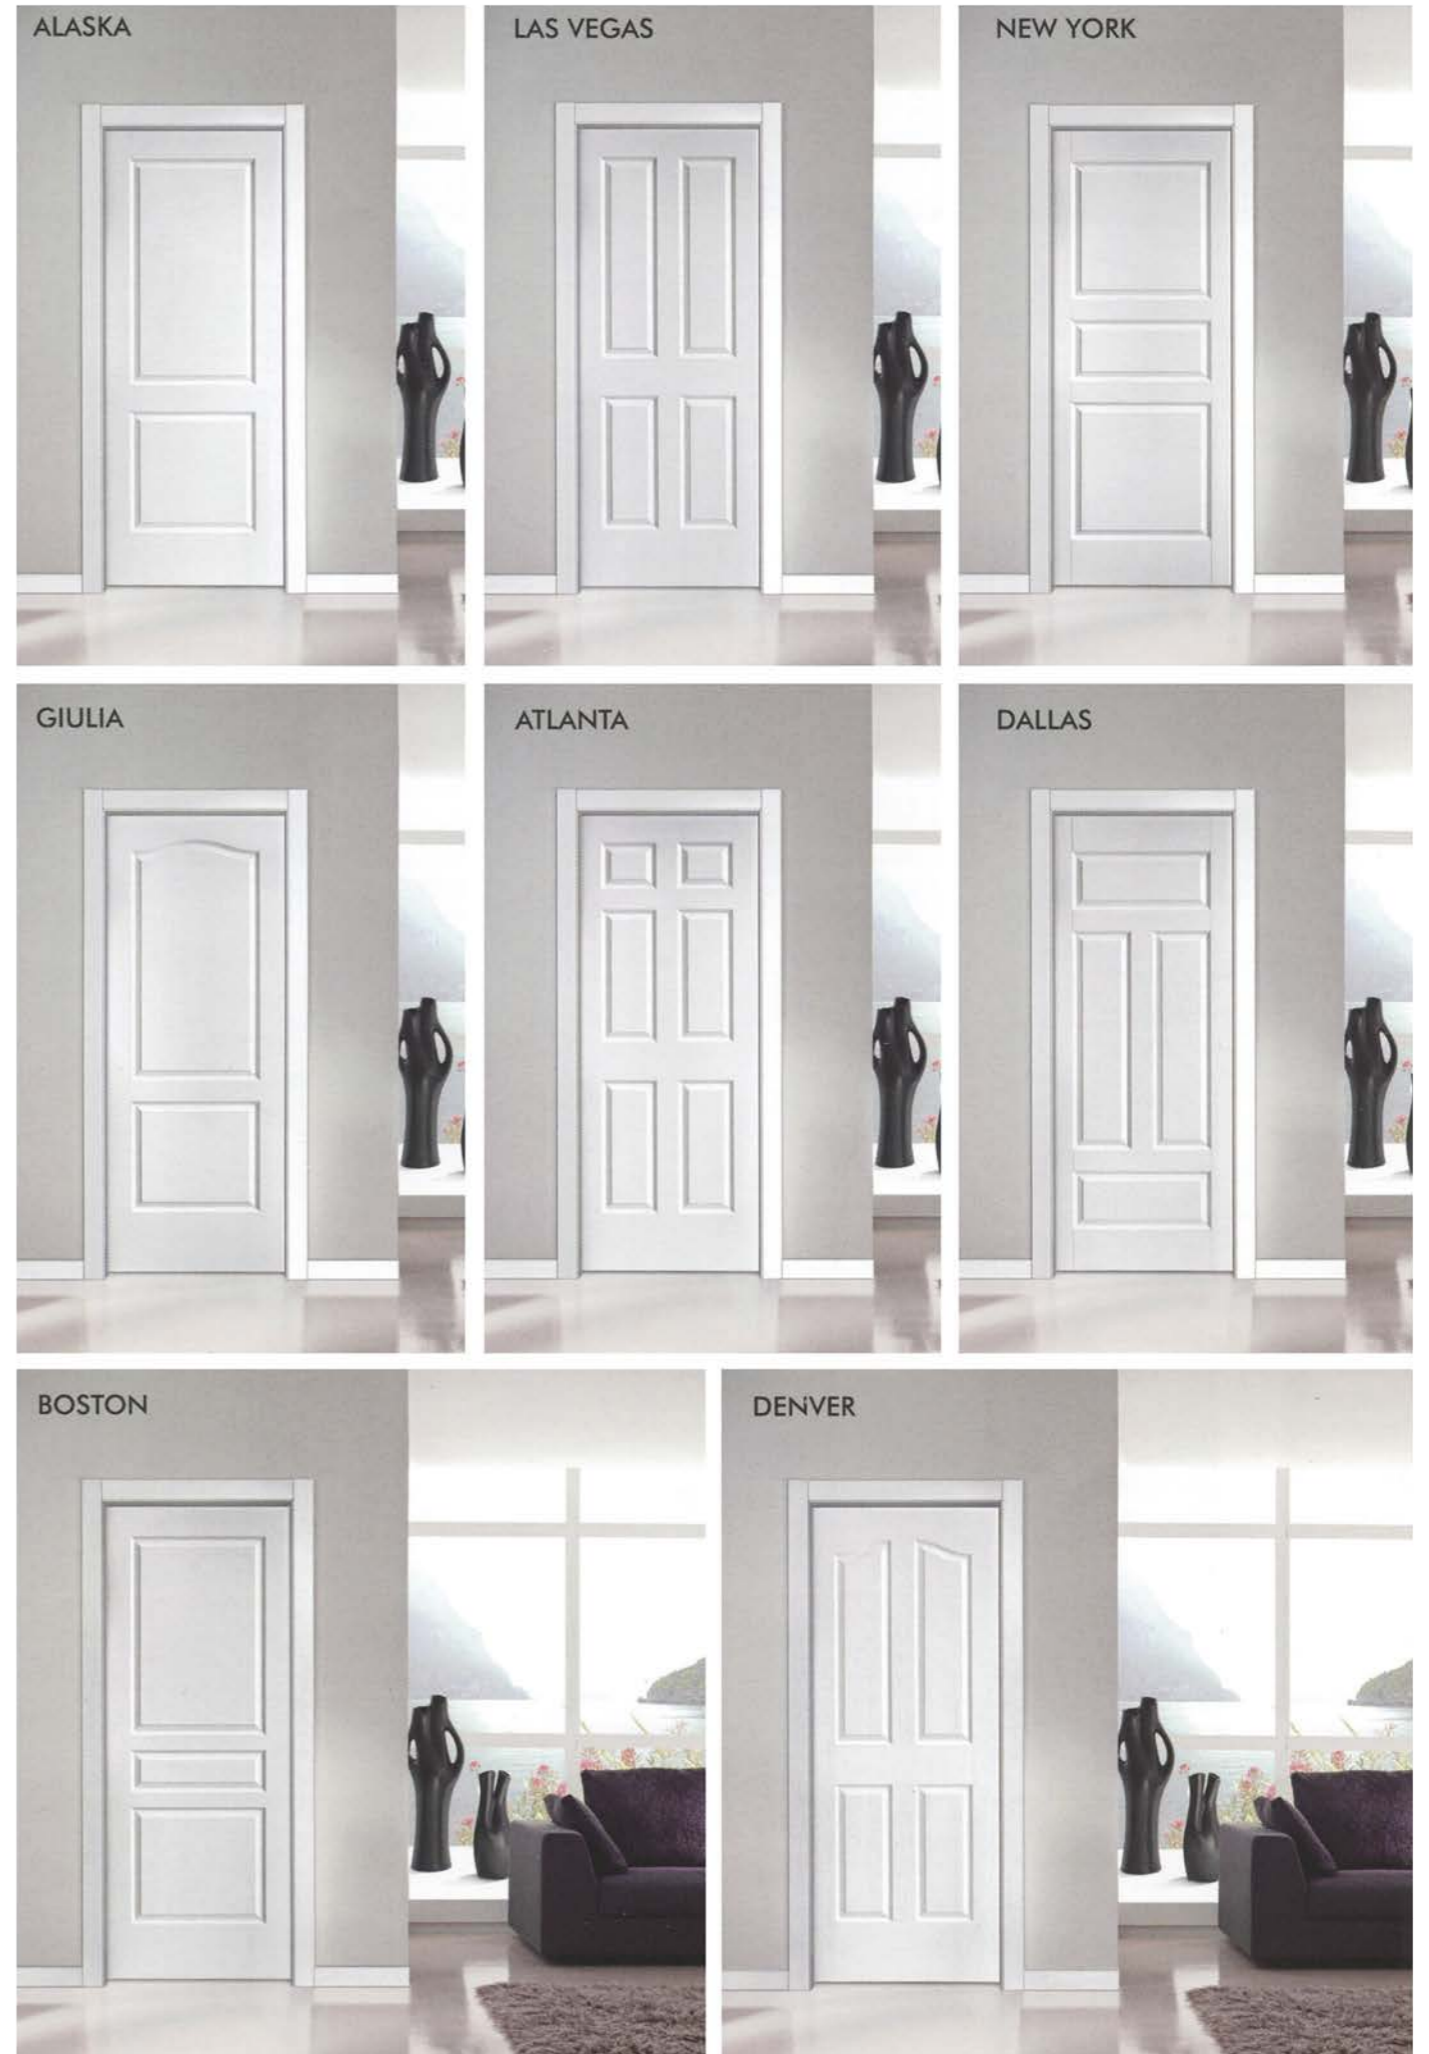 ALASKA
LAS VEGAS
NEW YORK
GIULIA
ATLANTA
DALLAS
BOSTON
DENVER